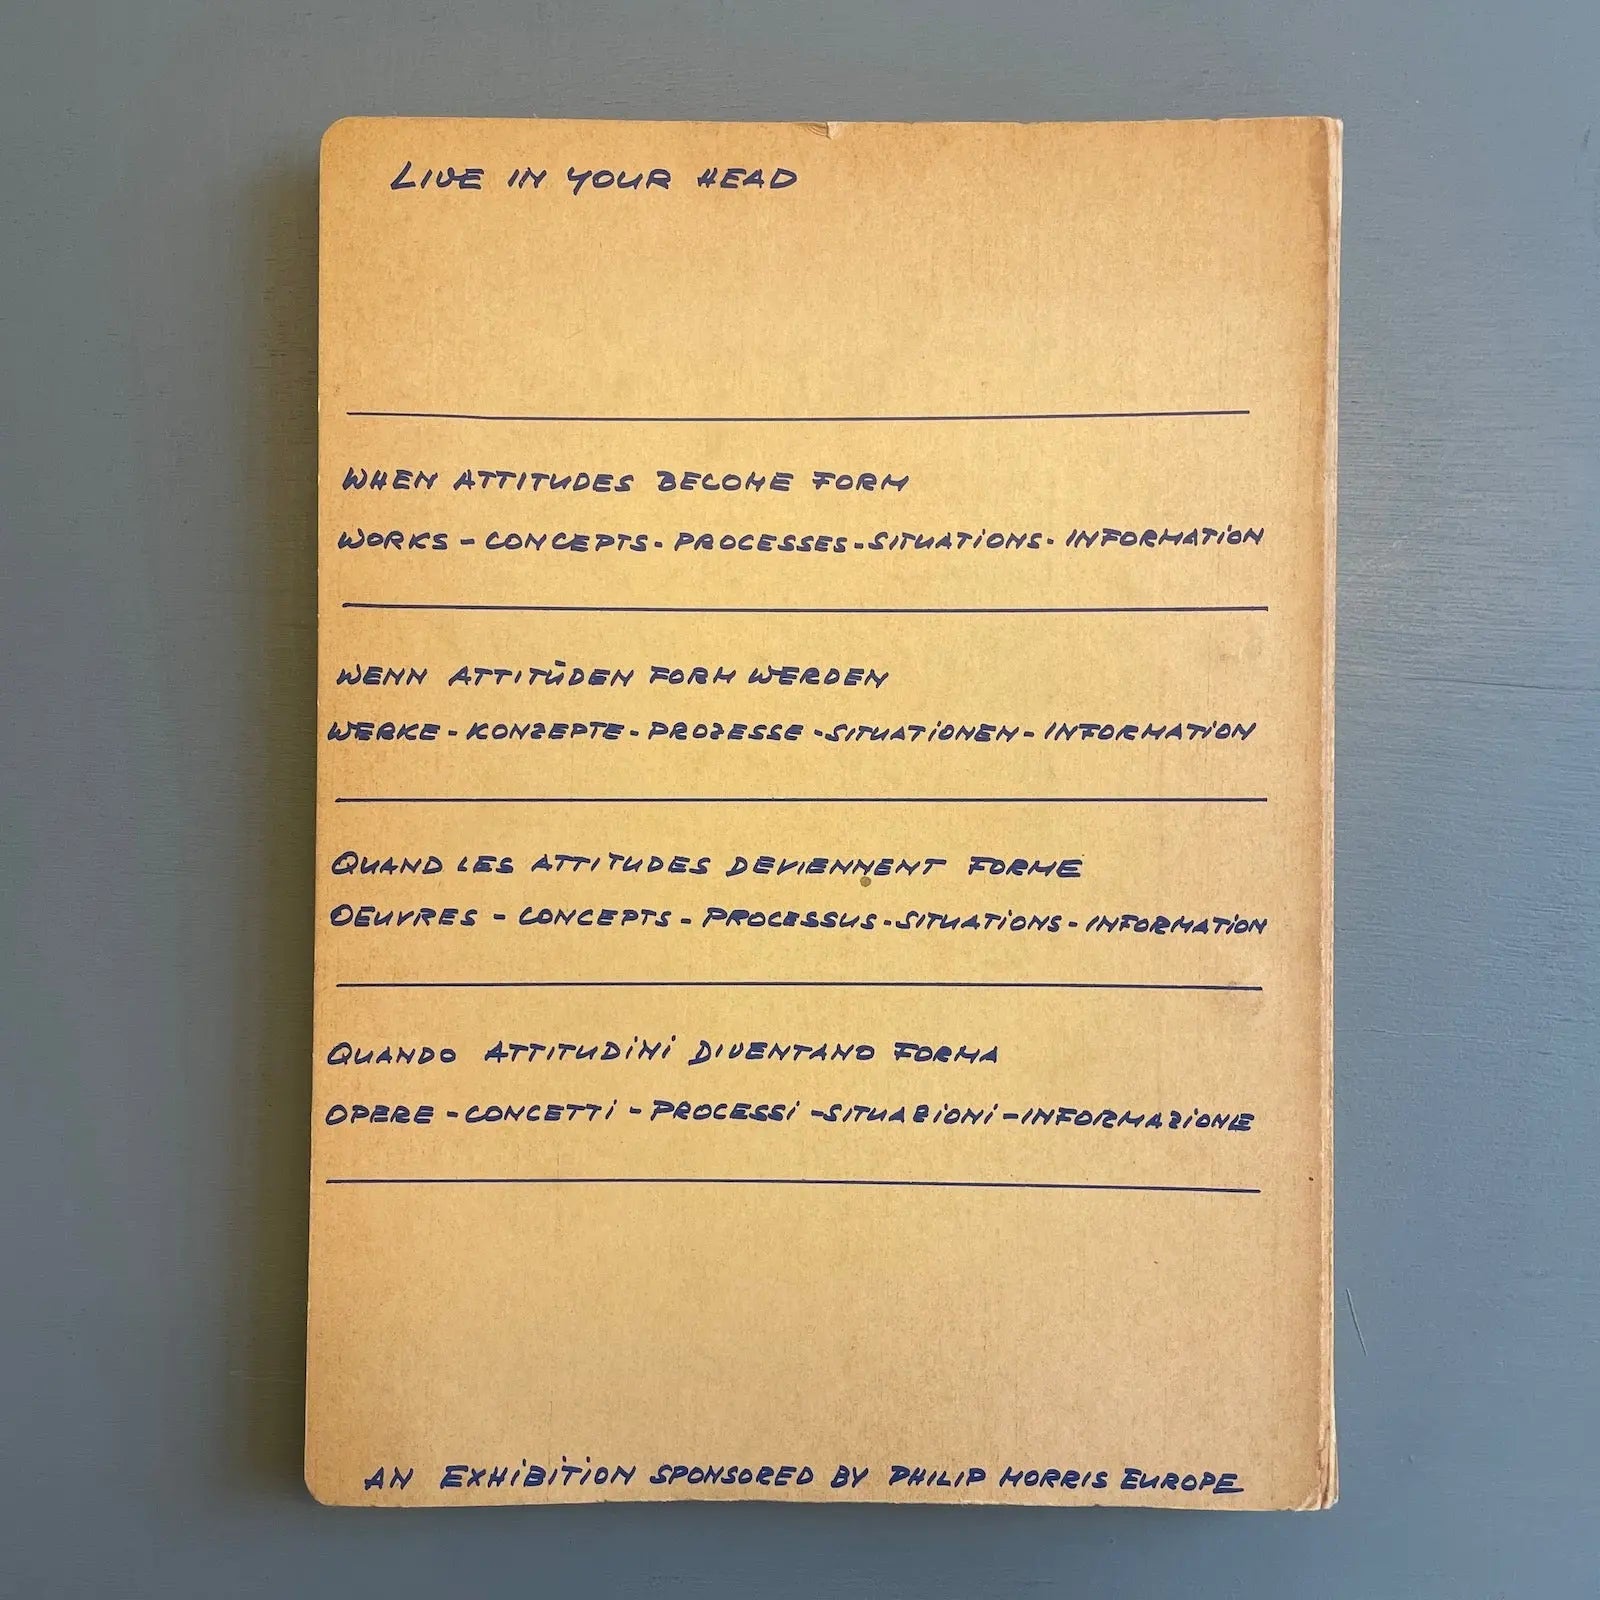 LIVE IN YOUR HEAD
WHEN ATTITUDES BECOME FORM
WORKS - CONCEPTS - PROCESSES - SITUATIONS - INFORMATION
WENN ATTITÜDEN FORM WERDEN
WERKE - KONZEPTE - PROZESSE - SITUATIONEN - INFORMATION
QUAND LES ATTITUDES DEVIENNENT FORME
OEUVRES - CONCEPTS - PROCESSUS - SITUATIONS - INFORMATION
QUANDO ATTITUDINI DIVENTANO FORMA
OPERE - CONCETTI - PROCESSI - SITUAZIONI - INFORMAZIONE
AN EXHIBITION SPONSORED BY PHILIP MORRIS EUROPE